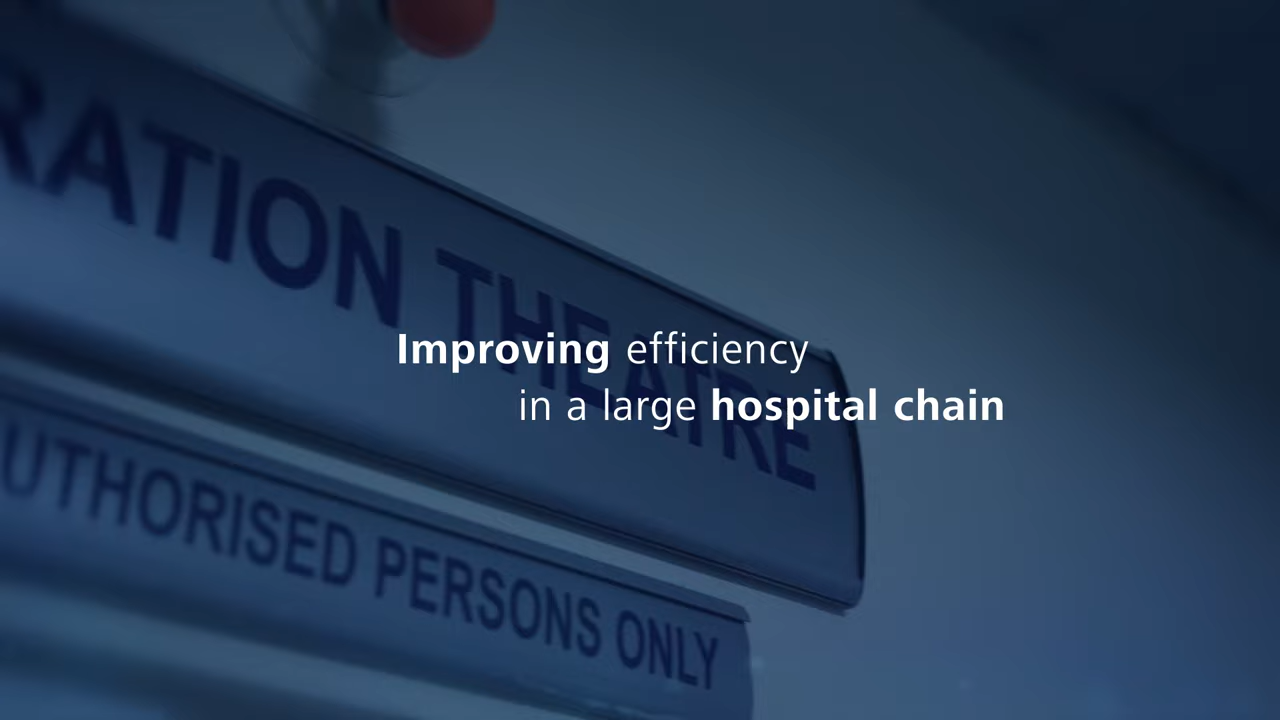 RATION THEATRE
Improving efficiency
in a large hospital chain
UTHORISED PERSONS ONLY